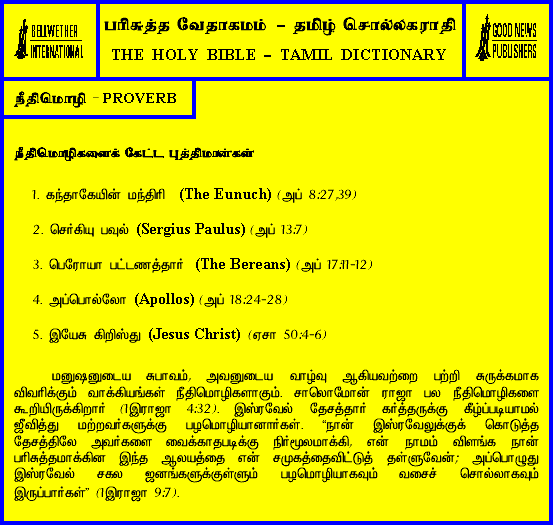 BELLWETHER
INTERNATIONAL
பரிசுத்த வேதாகமம் – தமிழ் சொல்லகராதி
THE HOLY BIBLE – TAMIL DICTIONARY
GOOD NEWS
PUBLISHERS
நீதிமொழி – PROVERB
நீதிமொழிகளைக் கேட்ட புத்திமான்கள்
1. கந்தாகேயின் மந்திரி (The Eunuch) (அப் 8:27,39)
2. செர்கியு பவுல் (Sergius Paulus) (அப் 13:7)
3. பெரோயா பட்டணத்தார் (The Bereans) (அப் 17:11-12)
4. அப்பொல்லோ (Apollos) (அப் 18:24-28)
5. இயேசு கிறிஸ்து (Jesus Christ) (ஏசா 50:4-6)
மனுஷனுடைய சுபாவம், அவனுடைய வாழ்வு ஆகியவற்றை பற்றி சுருக்கமாக
விவரிக்கும் வாக்கியங்கள் நீதிமொழிகளாகும். சாலொமோன் ராஜா பல நீதிமொழிகளை
கூறியிருக்கிறார் (1இராஜா 4:32). இஸ்ரவேல் தேசத்தார் கர்த்தருக்கு கீழ்ப்படியாமல்
ஜீவித்து மற்றவர்களுக்கு பழமொழியானார்கள். “நான் இஸ்ரவேலுக்குக் கொடுத்த
தேசத்திலே அவர்களை வைக்காதபடிக்கு நிர்மூலமாக்கி, என் நாமம் விளங்க நான்
பரிசுத்தமாக்கின இந்த ஆலயத்தை என் சமுகத்தைவிட்டுத் தள்ளுவேன்; அப்பொழுது
இஸ்ரவேல் சகல ஜனங்களுக்குள்ளும் பழமொழியாகவும் வசைச் சொல்லாகவும்
இருப்பார்கள்” (1இராஜா 9:7).